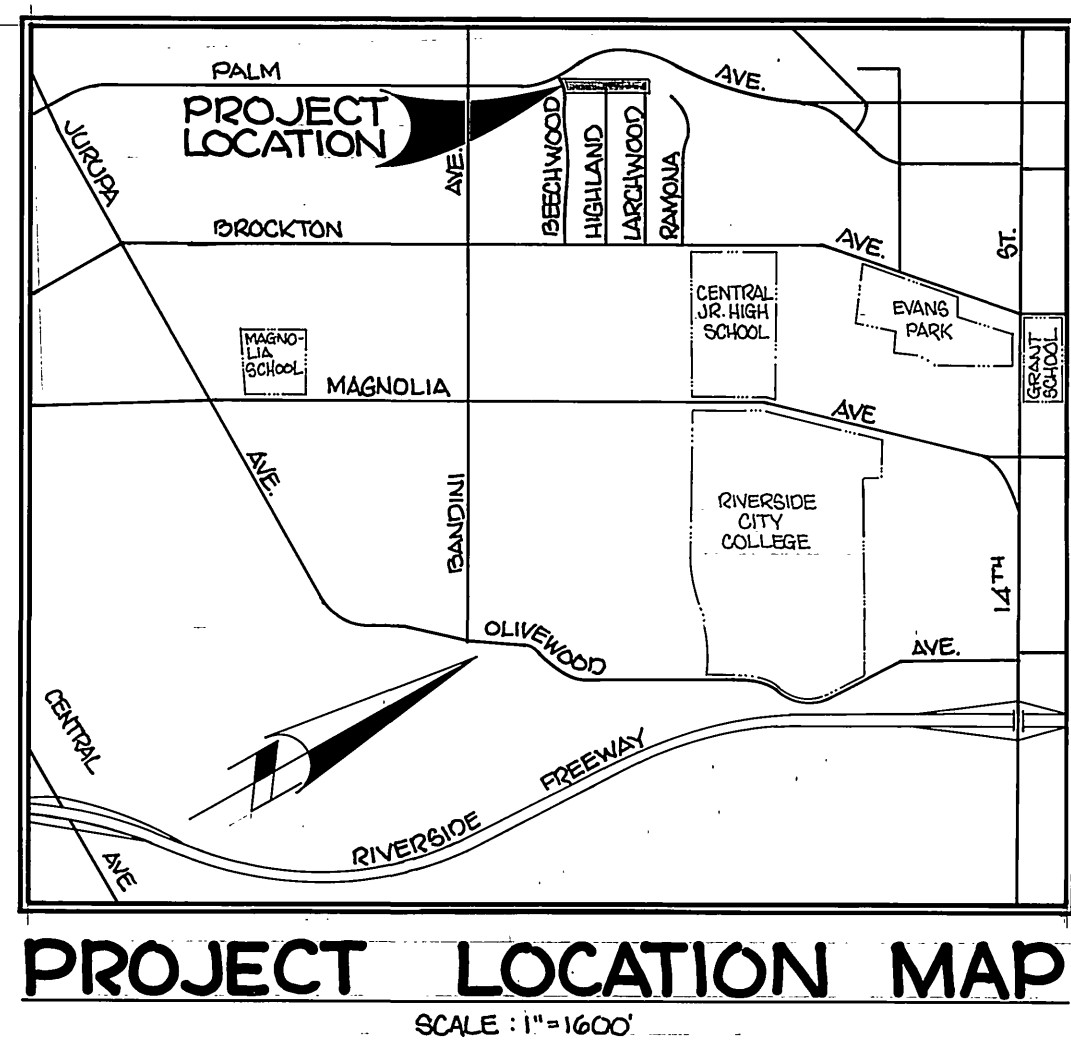 PALM
AVE.
PROJECT
LOCATION
JURUPA
AVE.
BEECHWOOD
HIGHLAND
LARCHWOOD
RAMONA
BROCKTON
AVE.
ST.
CENTRAL
JR. HIGH
SCHOOL
EVANS
PARK
MAGNO-
LIA
SCHOOL
GRANT
SCHOOL
MAGNOLIA
AVE
AVE.
BANDINI
RIVERSIDE
CITY
COLLEGE
14TH
OLIVEWOOD
AVE.
CENTRAL
FREEWAY
RIVERSIDE
AVE
PROJECT LOCATION MAP
SCALE : 1"=1600'